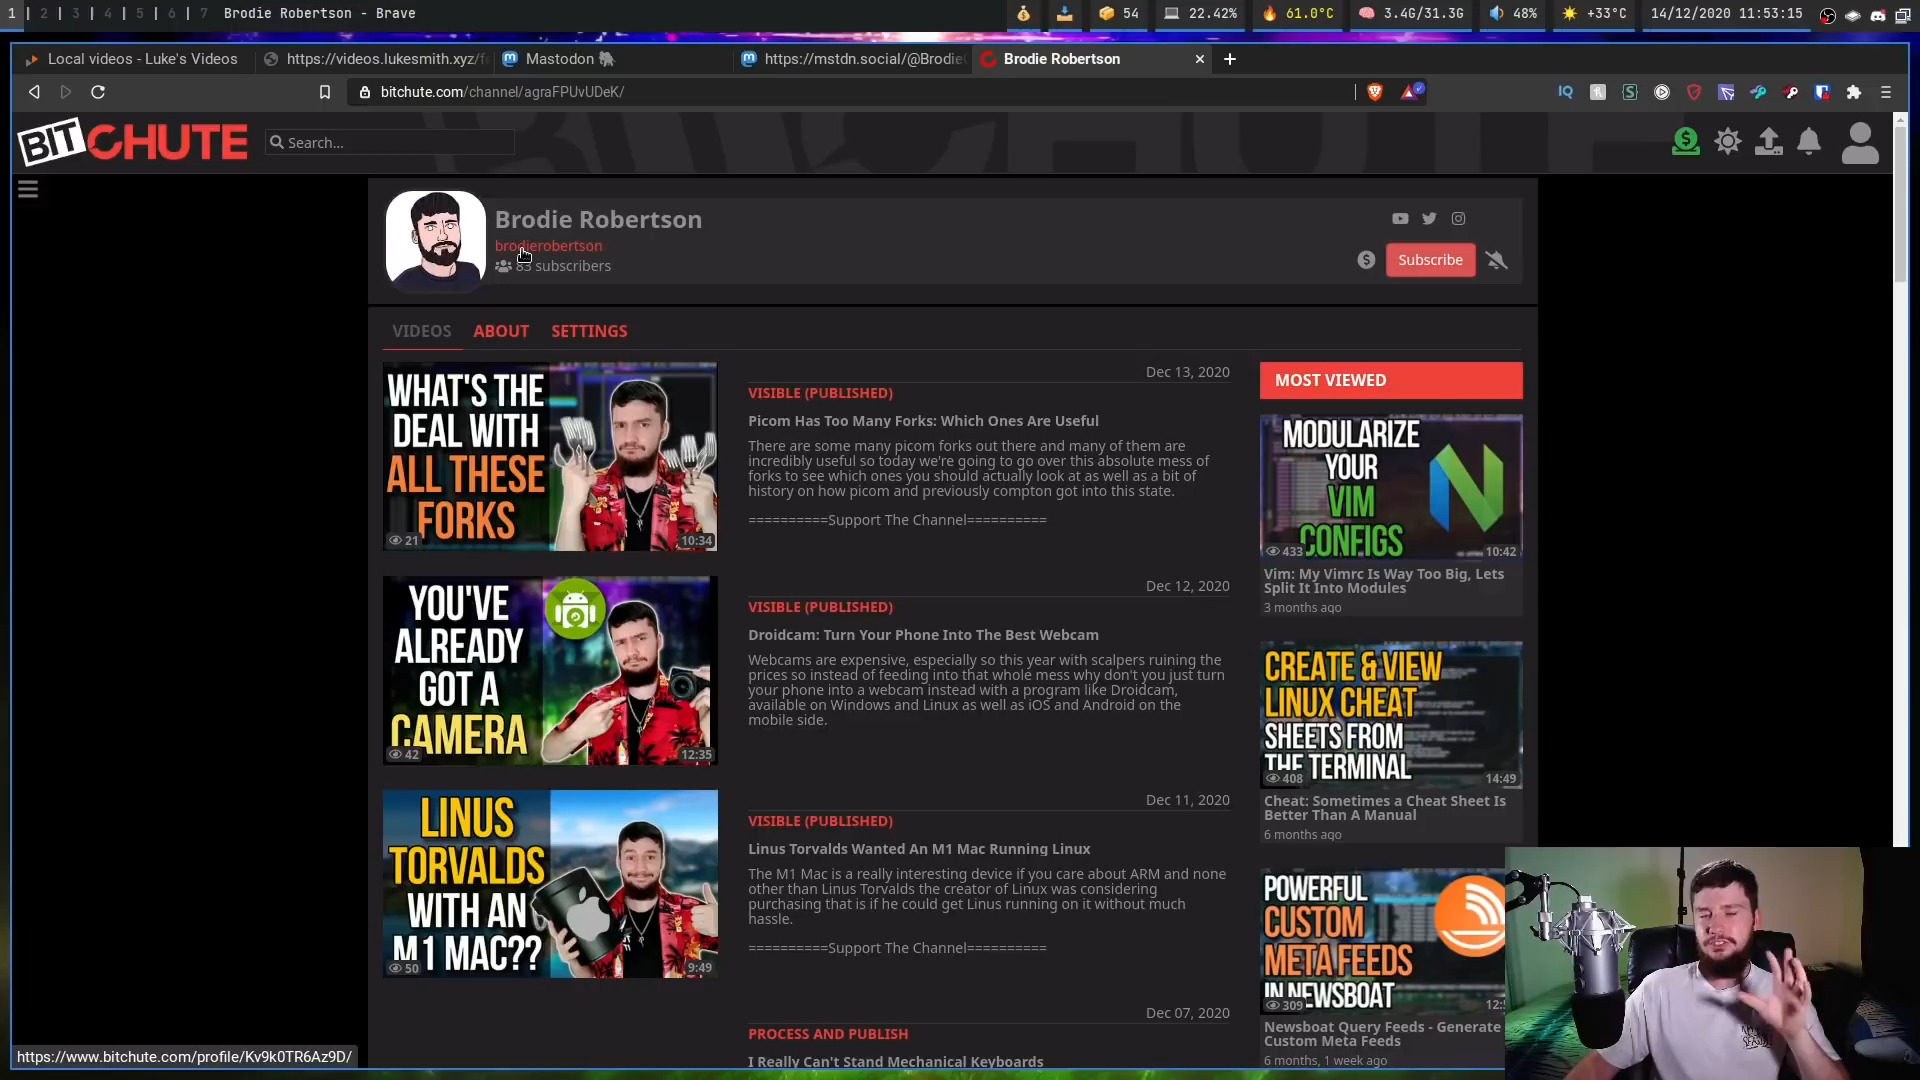 1 | 2 | 3 | 4 | 5 | 6 | 7 Brodie Robertson - Brave
54 22.42% 61.0°C 3.4G/31.3G 48% +33°C 14/12/2020 11:53:15
Local videos - Luke's Videos https://videos.lukesmith.xyz/f Mastodon https://mstdn.social/@Brodie Brodie Robertson
bitchute.com/channel/agraFPUvUDeK/
IQ
BITCHUTE
Search...
Brodie Robertson
brodierobertson
83 subscribers
Subscribe
VIDEOS ABOUT SETTINGS
WHAT'S THE
DEAL WITH
ALL THESE
FORKS
21
10:34
Dec 13, 2020
VISIBLE (PUBLISHED)
Picom Has Too Many Forks: Which Ones Are Useful
There are some many picom forks out there and many of them are
incredibly useful so today we're going to go over this absolute mess of
forks to see which ones you should actually look at as well as a bit of
history on how picom and previously compton got into this state.
==========Support The Channel==========
YOU'VE
ALREADY
GOT A
CAMERA
42
12:35
Dec 12, 2020
VISIBLE (PUBLISHED)
Droidcam: Turn Your Phone Into The Best Webcam
Webcams are expensive, especially so this year with scalpers ruining the
prices so instead of feeding into that whole mess why don't you just turn
your phone into a webcam instead with a program like Droidcam,
available on Windows and Linux as well as iOS and Android on the
mobile side.
LINUS
TORVALDS
WITH AN
M1 MAC??
50
9:49
Dec 11, 2020
VISIBLE (PUBLISHED)
Linus Torvalds Wanted An M1 Mac Running Linux
The M1 Mac is a really interesting device if you care about ARM and none
other than Linus Torvalds the creator of Linux was considering
purchasing that is if he could get Linus running on it without much
hassle.
==========Support The Channel==========
Dec 07, 2020
PROCESS AND PUBLISH
I Really Can't Stand Mechanical Keyboards
MOST VIEWED
MODULARIZE
YOUR
VIM
CONFIGS
433
10:42
Vim: My Vimrc Is Way Too Big, Lets
Split It Into Modules
3 months ago
CREATE & VIEW
LINUX CHEAT
SHEETS FROM
THE TERMINAL
408
14:49
Cheat: Sometimes a Cheat Sheet Is
Better Than A Manual
6 months ago
POWERFUL
CUSTOM
META FEEDS
IN NEWSBOAT
309
12:5
Newsboat Query Feeds - Generate
Custom Meta Feeds
6 months, 1 week ago
https://www.bitchute.com/profile/Kv9k0TR6Az9D/